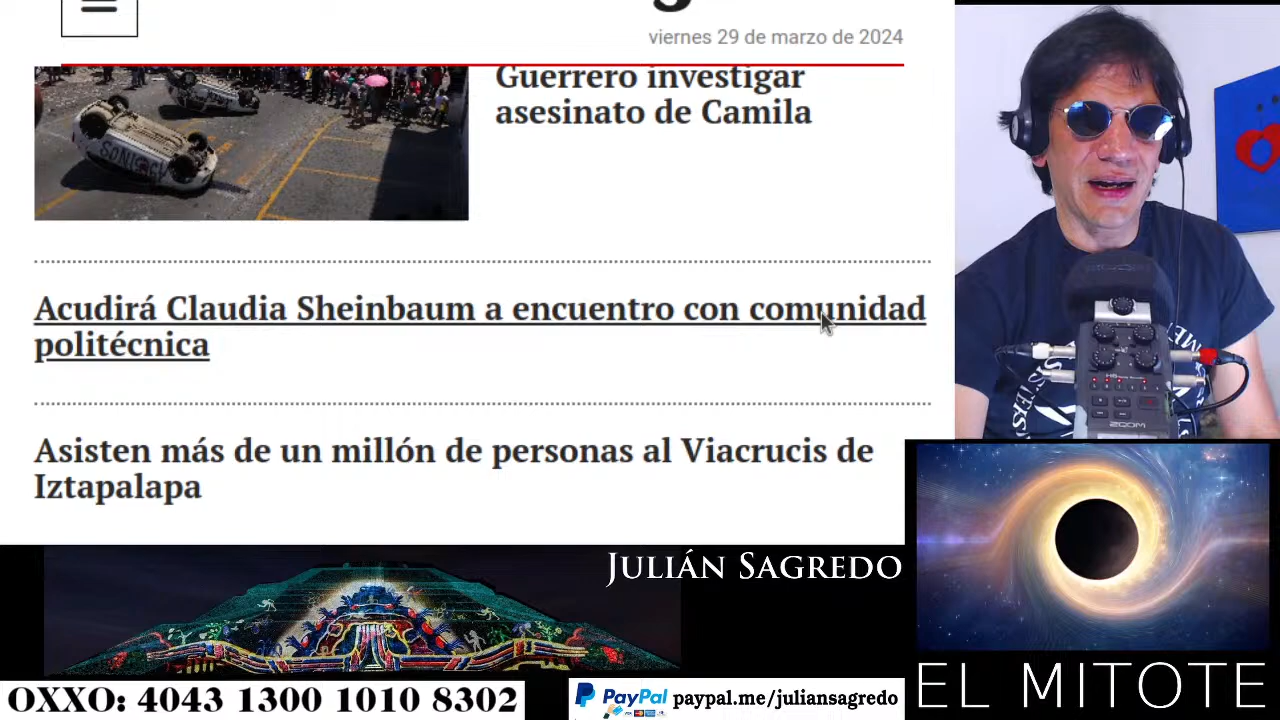 viernes 29 de marzo de 2024
Guerrero investigar
asesinato de Camila
Acudirá Claudia Sheinbaum a encuentro con comunidad
politécnica
Asisten más de un millón de personas al Viacrucis de
Iztapalapa
JULIÁN SAGREDO
OXXO: 4043 1300 1010 8302
PayPal paypal.me/juliansagredo
EL MITOTE
ZOOM